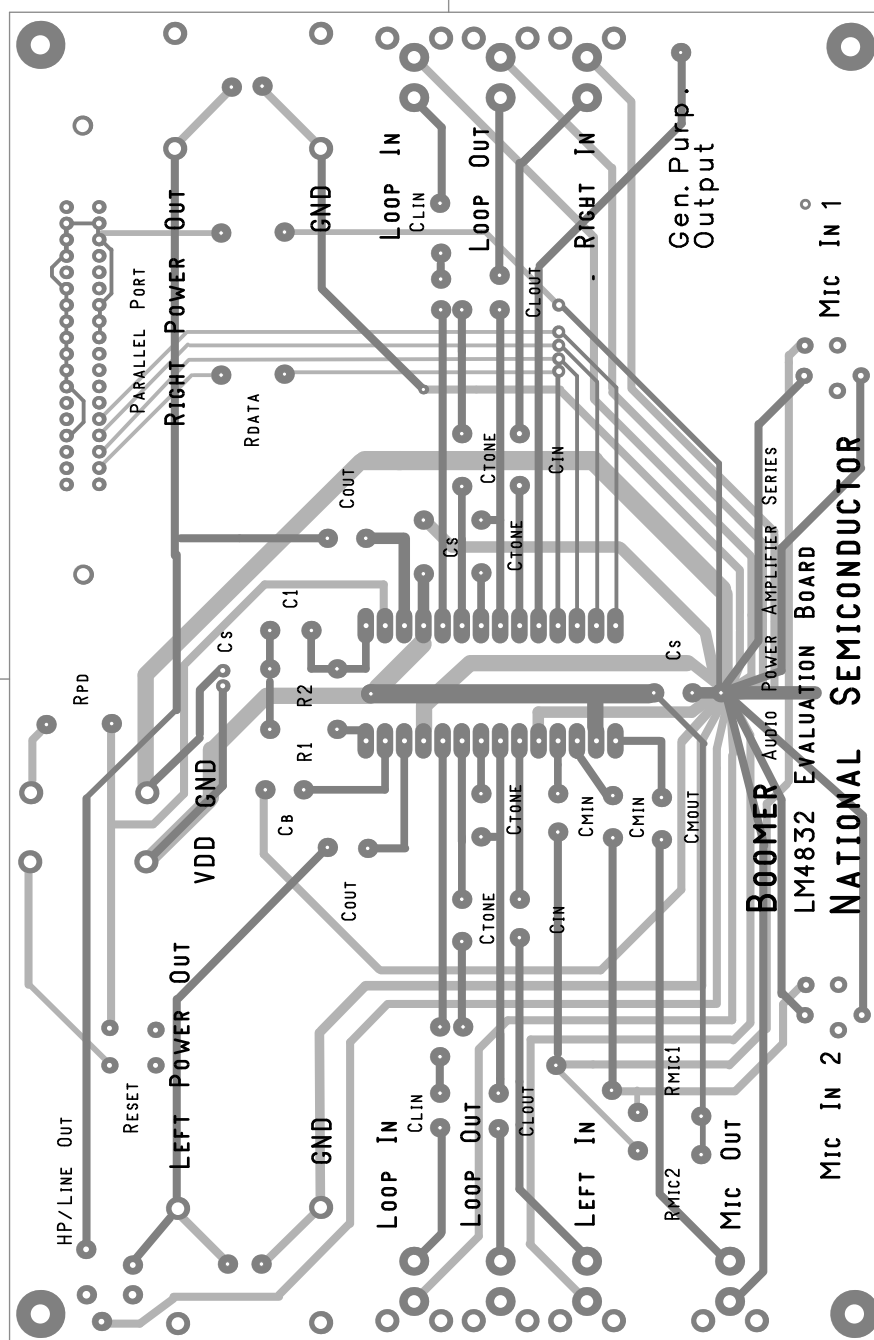 HP/LINE OUT
RESET
LEFT POWER OUT
GND
LOOP IN
CLIN
LOOP OUT
CLOUT
LEFT IN
RMIC2
RMIC1
MIC OUT
MIC IN 2
RPD
VDD GND
CS
CB
R1
R2
C1
COUT
COUT
CTONE
CTONE
CIN
CMIN
CMIN
CMOUT
CS
CS
CTONE
CTONE
CIN
BOOMER AUDIO POWER AMPLIFIER SERIES
LM4832 EVALUATION BOARD
NATIONAL SEMICONDUCTOR
PARALLEL PORT
RIGHT POWER OUT
RDATA
GND
LOOP IN
CLIN
LOOP OUT
CLOUT
- RIGHT IN
Gen. Purp.
Output
MIC IN 1